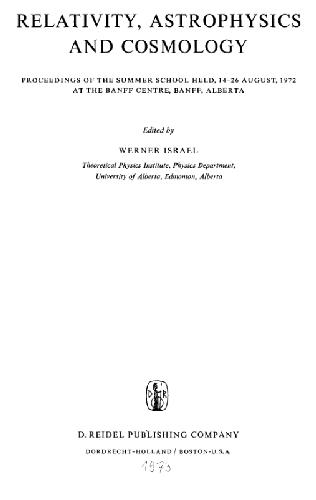 RELATIVITY, ASTROPHYSICS
AND COSMOLOGY
PROCEEDINGS OF THE SUMMER SCHOOL HELD, 14-26 AUGUST, 1972
AT THE BANFF CENTRE, BANFF, ALBERTA
Edited by
WERNER ISRAEL
Theoretical Physics Institute, Physics Department,
University of Alberta, Edmonton, Alberta
D. REIDEL PUBLISHING COMPANY
DORDRECHT-HOLLAND / BOSTON-U.S.A.
1973